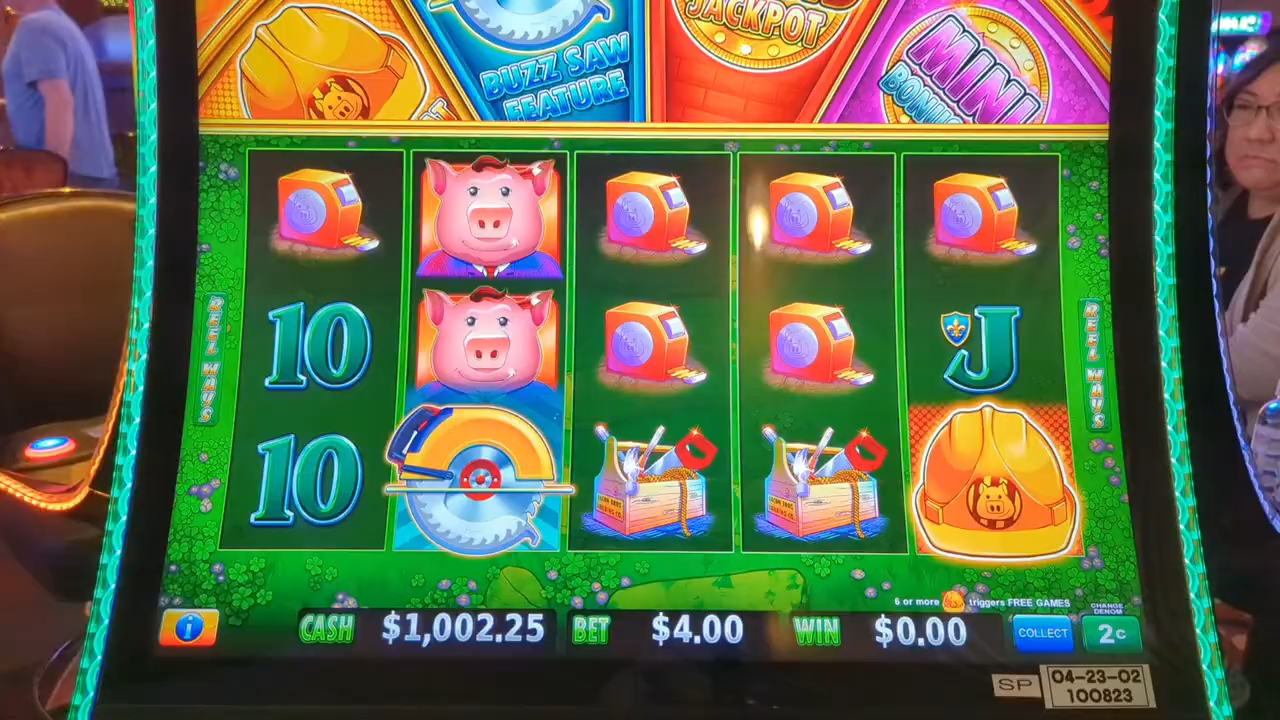 JACKPOT
BUZZ SAW
FEATURE
MINI
BONUS
REEL WAYS
REEL WAYS
10
J
10
6 or more triggers FREE GAMES
CHANGE
DENOM
CASH $1,002.25 BET $4.00 WIN $0.00 COLLECT 2¢
SP
04-23-02
100823